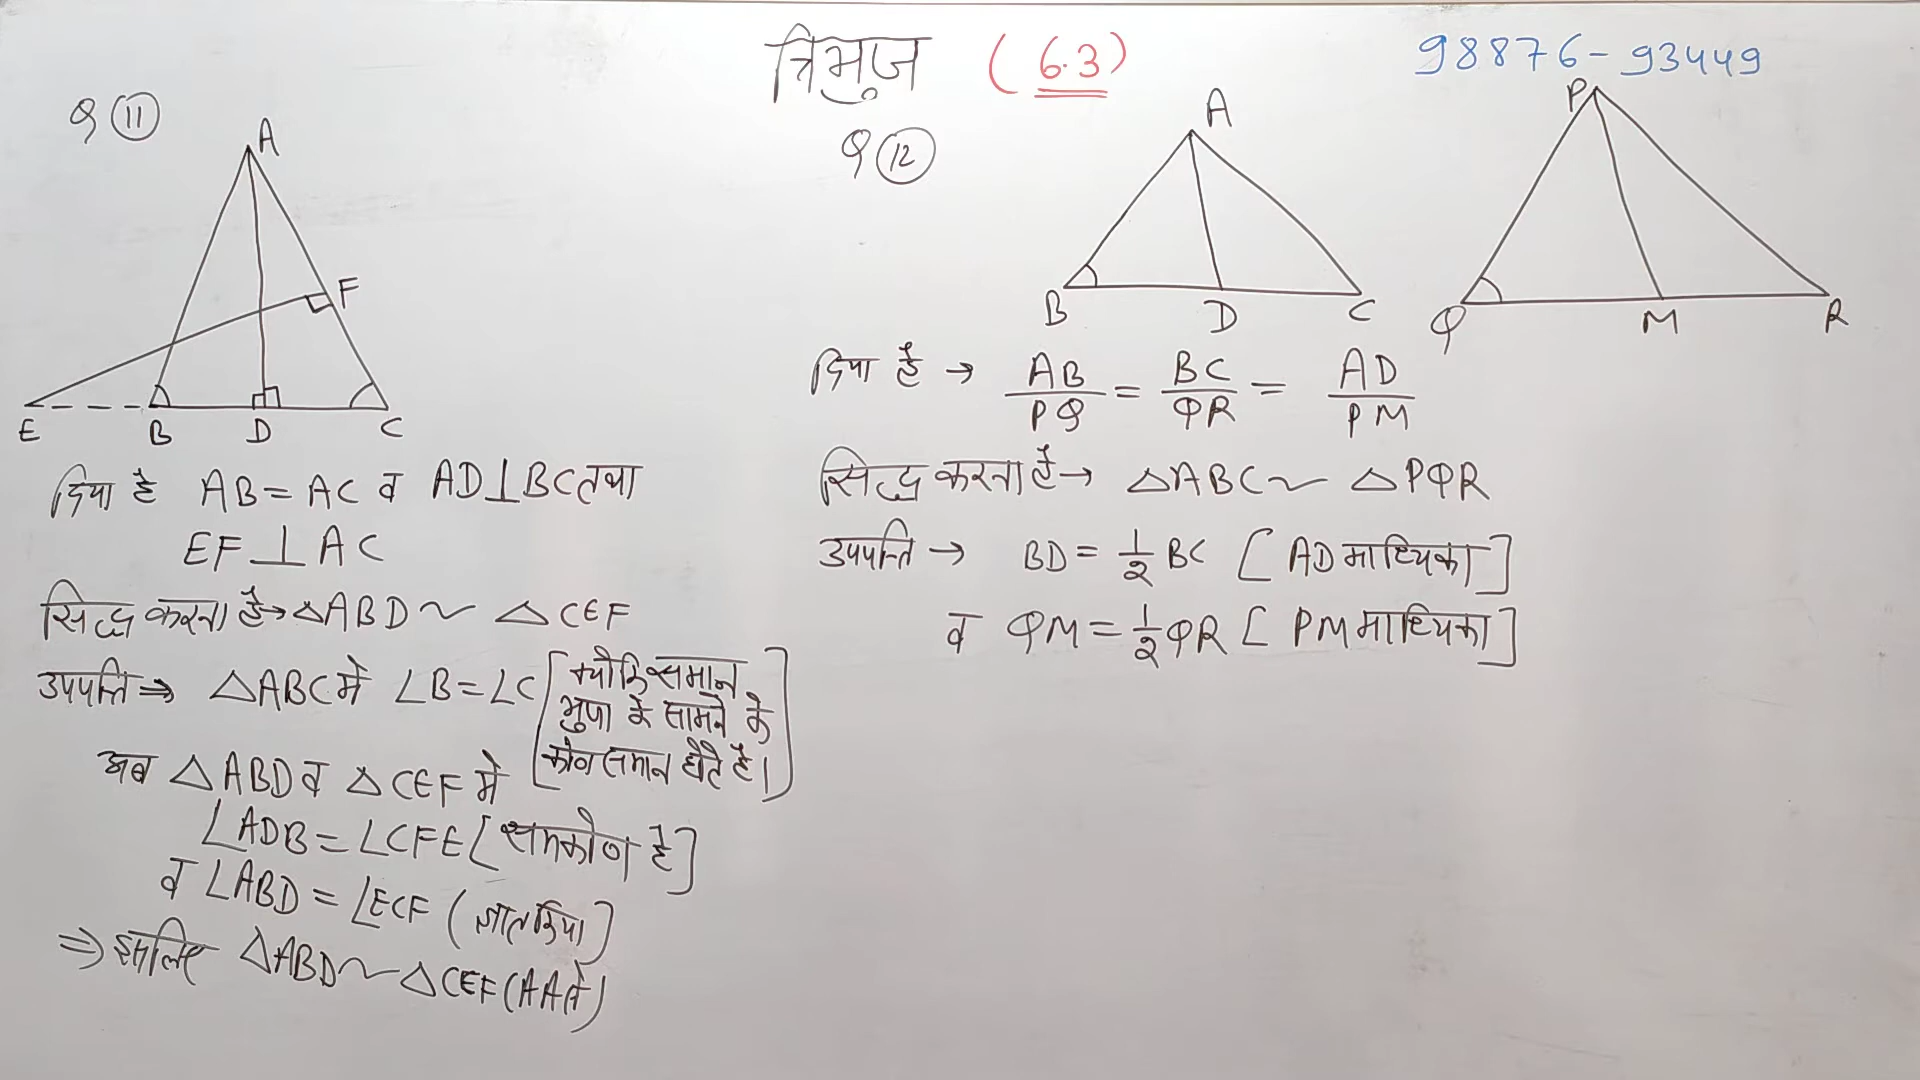 त्रिभुज (6.3)
98876-93449
Q 11
A
F
E B D C
दिया है AB = AC व AD⊥BC तथा
EF ⊥ AC
सिद्ध करना है→ △ABD ~ △CEF
उपपत्ति ⇒ △ABC में ∠B = ∠C [क्योंकि समान
भुजा के सामने के
कोण समान होते है।]
अब △ABD व △CEF में
∠ADB = ∠CFE [समकोण है]
व ∠ABD = ∠ECF (ज्ञात किया]
⇒ इसलिए △ABD ~ △CEF (AA से)
Q 12
A
B D C
P
Q M R
दिया है → AB/PQ = BC/QR = AD/PM
सिद्ध करना है → △ABC ~ △PQR
उपपत्ति → BD = 1/2 BC [AD माध्यिका]
व QM = 1/2 QR [PM माध्यिका]